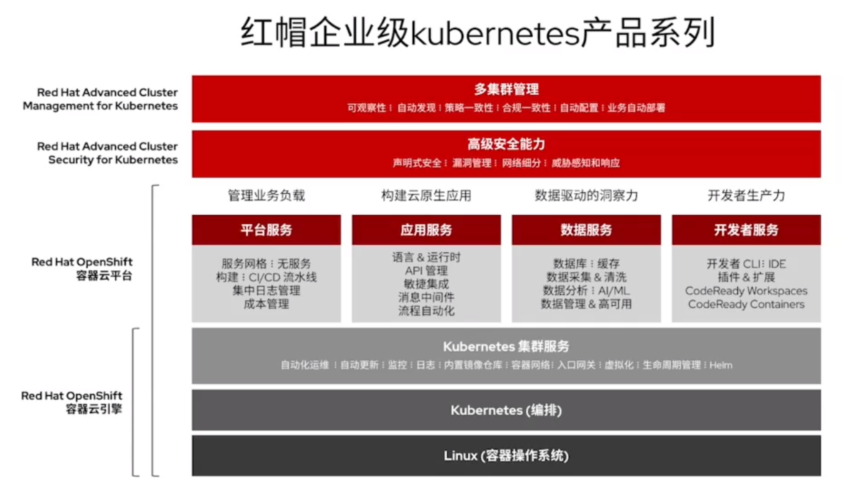 红帽企业级kubernetes产品系列
Red Hat Advanced Cluster
Management for Kubernetes
多集群管理
可观察性⁝ 自动发现⁝ 策略一致性⁝ 合规一致性⁝ 自动配置⁝ 业务自动部署
Red Hat Advanced Cluster
Security for Kubernetes
高级安全能力
声明式安全⁝ 漏洞管理⁝ 网络细分⁝ 威胁感知和响应
Red Hat OpenShift
容器云平台
管理业务负载
平台服务
服务网格⁝无服务
构建⁝CI/CD 流水线
集中日志管理
成本管理
构建云原生应用
应用服务
语言 & 运行时
API 管理
敏捷集成
消息中间件
流程自动化
数据驱动的洞察力
数据服务
数据库⁝缓存
数据采集 & 清洗
数据分析⁝AI/ML
数据管理 & 高可用
开发者生产力
开发者服务
开发者 CLI⁝IDE
插件 & 扩展
CodeReady Workspaces
CodeReady Containers
Red Hat OpenShift
容器云引擎
Kubernetes 集群服务
自动化运维 ⁝自动更新⁝监控⁝日志⁝内置镜像仓库⁝容器网络⁝入口网关⁝虚拟化⁝生命周期管理⁝Helm
Kubernetes (编排)
Linux (容器操作系统)